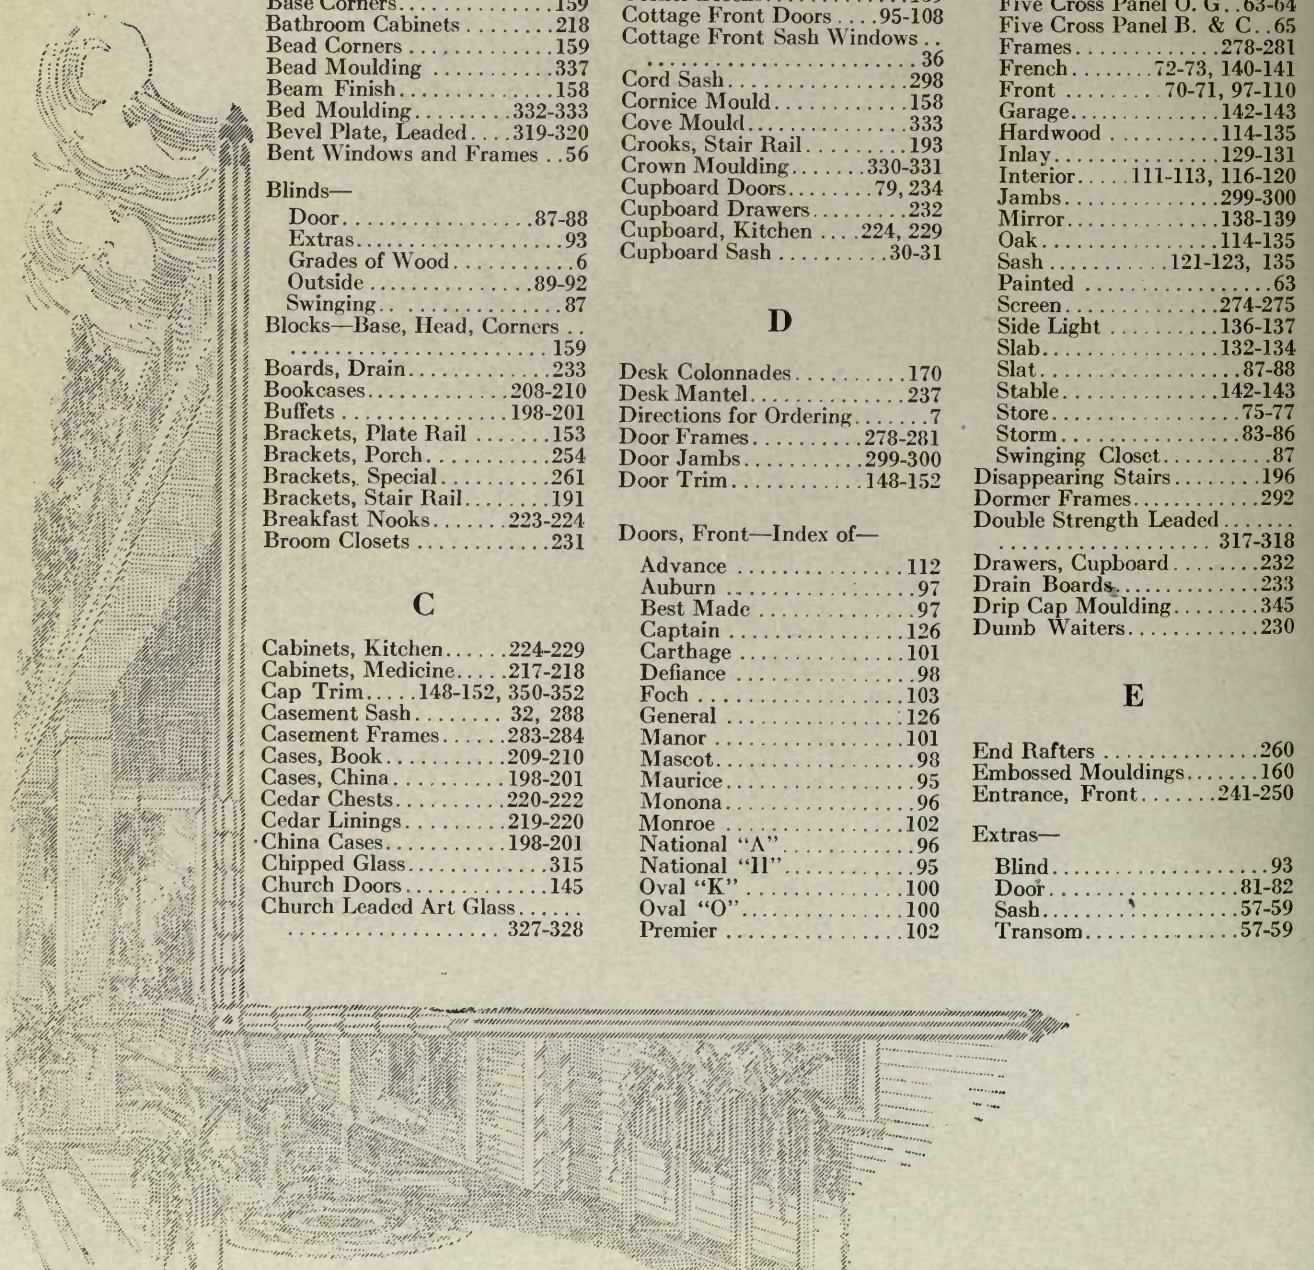 Base Corners..............159
Bathroom Cabinets........218
Bead Corners............159
Bead Moulding..........337
Beam Finish.............158
Bed Moulding.........332-333
Bevel Plate, Leaded....319-320
Bent Windows and Frames ..56
Blinds—
Door................87-88
Extras..................93
Grades of Wood...........6
Outside ..............89-92
Swinging.. .............87
Blocks—Base, Head, Corners ..
...................... 159
Boards, Drain............233
Bookcases............208-210
Buffets ..............198-201
Brackets, Plate Rail .......153
Brackets, Porch...........254
Brackets, Special..........261
Brackets, Stair Rail........191
Breakfast Nooks.......223-224
Broom Closets ............231
C
Cabinets, Kitchen......224-229
Cabinets, Medicine.....217-218
Cap Trim.....148-152, 350-352
Casement Sash........ 32, 288
Casement Frames......283-284
Cases, Book...........209-210
Cases, China..........198-201
Cedar Chests..........220-222
Cedar Linings.........219-220
China Cases...........198-201
Chipped Glass.............315
Church Doors.............145
Church Leaded Art Glass......
.................. 327-328
Cottage Front Doors ....95-108
Cottage Front Sash Windows ..
.......................36
Cord Sash................298
Cornice Mould............158
Cove Mould..............333
Crooks, Stair Rail.........193
Crown Moulding.......330-331
Cupboard Doors........79, 234
Cupboard Drawers.........232
Cupboard, Kitchen ....224, 229
Cupboard Sash ..........30-31
D
Desk Colonnades..........170
Desk Mantel..............237
Directions for Ordering.......7
Door Frames..........278-281
Door Jambs...........299-300
Door Trim............148-152
Doors, Front—Index of—
Advance ...............112
Auburn .................97
Best Made ..............97
Captain ...............126
Carthage ..............101
Defiance ...............98
Foch ..................103
General ...............126
Manor ................101
Mascot.................98
Maurice................95
Monona................96
Monroe ...............102
National “A”............96
National “11”............95
Oval “K” ..............100
Oval “O”...............100
Premier ...............102
Five Cross Panel O. G..63-64
Five Cross Panel B. & C...65
Frames..............278-281
French........72-73, 140-141
Front .........70-71, 97-110
Garage..............142-143
Hardwood ...........114-135
Inlay................129-131
Interior.....111-113, 116-120
Jambs...............299-300
Mirror...............138-139
Oak.................114-135
Sash ...........121-123, 135
Painted .................63
Screen...............274-275
Side Light ..........136-137
Slab.................132-134
Slat...................87-88
Stable...............142-143
Store.................75-77
Storm................83-86
Swinging Closet..........87
Disappearing Stairs.........196
Dormer Frames............292
Double Strength Leaded .......
.................... 317-318
Drawers, Cupboard........232
Drain Boards..............233
Drip Cap Moulding........345
Dumb Waiters............230
E
End Rafters ..............260
Embossed Mouldings.......160
Entrance, Front.......241-250
Extras—
Blind...................93
Door.................81-82
Sash..................57-59
Transom..............57-59